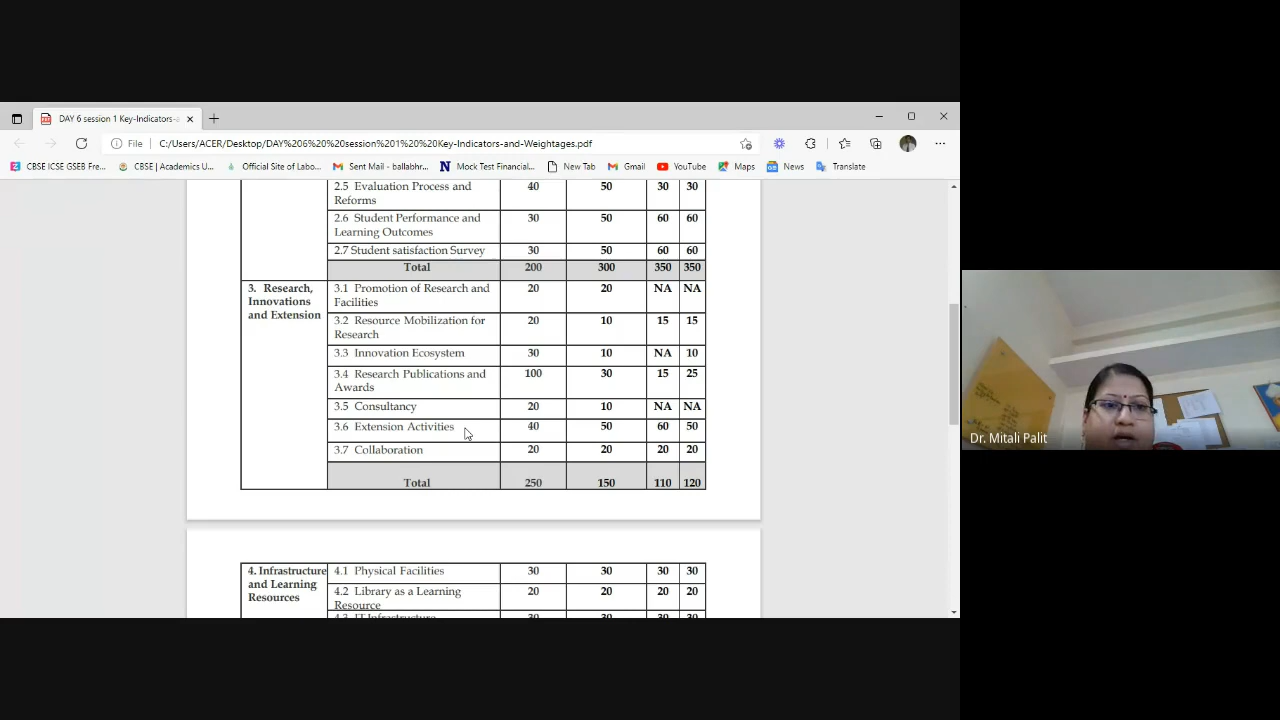 DAY 6 session 1 Key-Indicators-a
File C:/Users/ACER/Desktop/DAY%206%20%20session%201%20%20Key-Indicators-and-Weightages.pdf
CBSE ICSE GSEB Fre... CBSE | Academics U... Official Site of Labo... Sent Mail - ballabhr... Mock Test Financial... New Tab Gmail YouTube Maps News Translate
2.5 Evaluation Process and 40 50 30 30
Reforms
2.6 Student Performance and 30 50 60 60
Learning Outcomes
2.7 Student satisfaction Survey 30 50 60 60
Total 200 300 350 350
3. Research, 3.1 Promotion of Research and 20 20 NA NA
Innovations Facilities
and Extension 3.2 Resource Mobilization for 20 10 15 15
Research
3.3 Innovation Ecosystem 30 10 NA 10
3.4 Research Publications and 100 30 15 25
Awards
3.5 Consultancy 20 10 NA NA
3.6 Extension Activities 40 50 60 50
3.7 Collaboration 20 20 20 20
Total 250 150 110 120
4. Infrastructure 4.1 Physical Facilities 30 30 30 30
and Learning 4.2 Library as a Learning 20 20 20 20
Resources Resource
4.3 IT Infrastructure 30 30 30 30
Dr. Mitali Palit